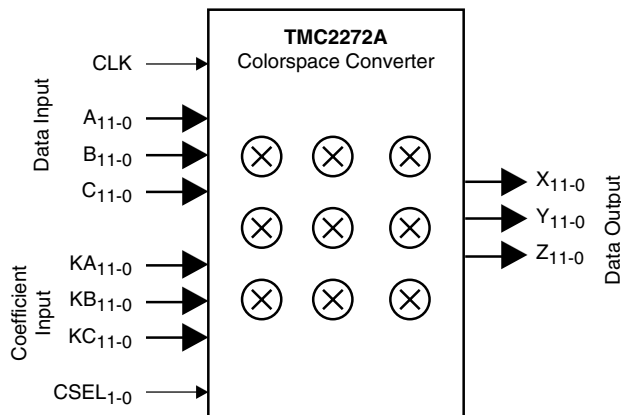 TMC2272A
Colorspace Converter
CLK
Data Input
A11-0
B11-0
C11-0
X11-0
Y11-0
Z11-0
Data Output
Coefficient
Input
KA11-0
KB11-0
KC11-0
CSEL1-0